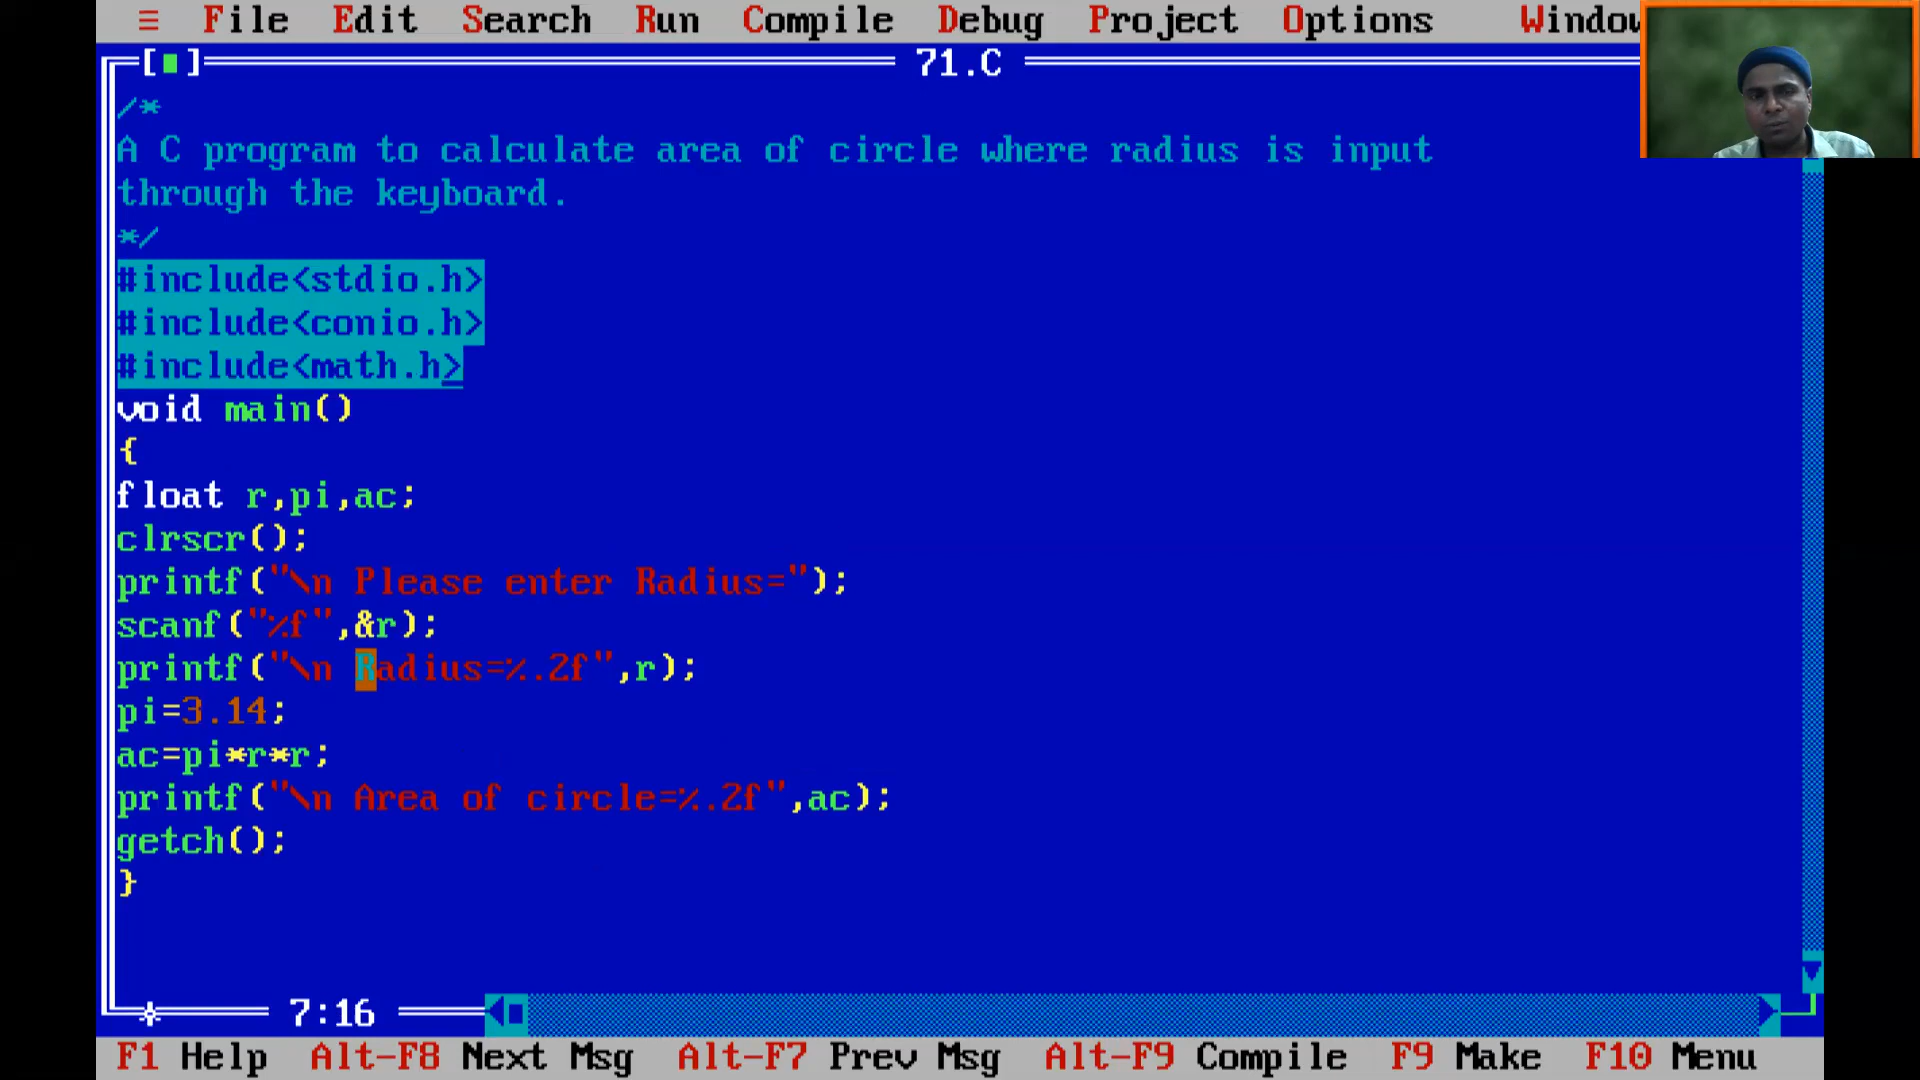 ≡ File Edit Search Run Compile Debug Project Options Window
[■] 71.C
/*
A C program to calculate area of circle where radius is input
through the keyboard.
*/
#include<stdio.h>
#include<conio.h>
#include<math.h>
void main()
{
float r,pi,ac;
clrscr();
printf("\n Please enter Radius=");
scanf("%f",&r);
printf("\n Radius=%.2f",r);
pi=3.14;
ac=pi*r*r;
printf("\n Area of circle=%.2f",ac);
getch();
}
7:16
F1 Help Alt-F8 Next Msg Alt-F7 Prev Msg Alt-F9 Compile F9 Make F10 Menu